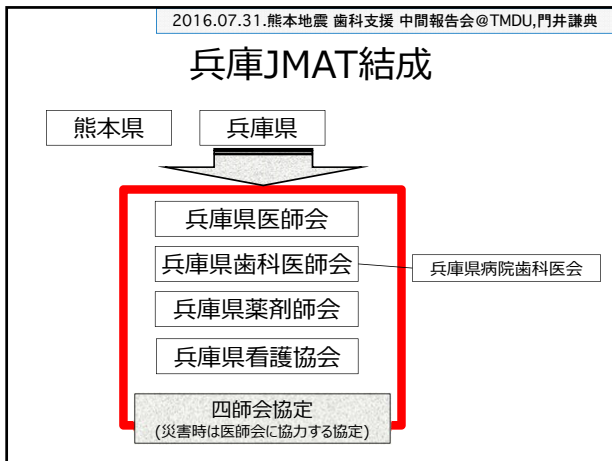 2016.07.31.熊本地震 歯科支援 中間報告会@TMDU,門井謙典
兵庫JMAT結成
熊本県
兵庫県
兵庫県医師会
兵庫県歯科医師会
兵庫県病院歯科医会
兵庫県薬剤師会
兵庫県看護協会
四師会協定
(災害時は医師会に協力する協定)